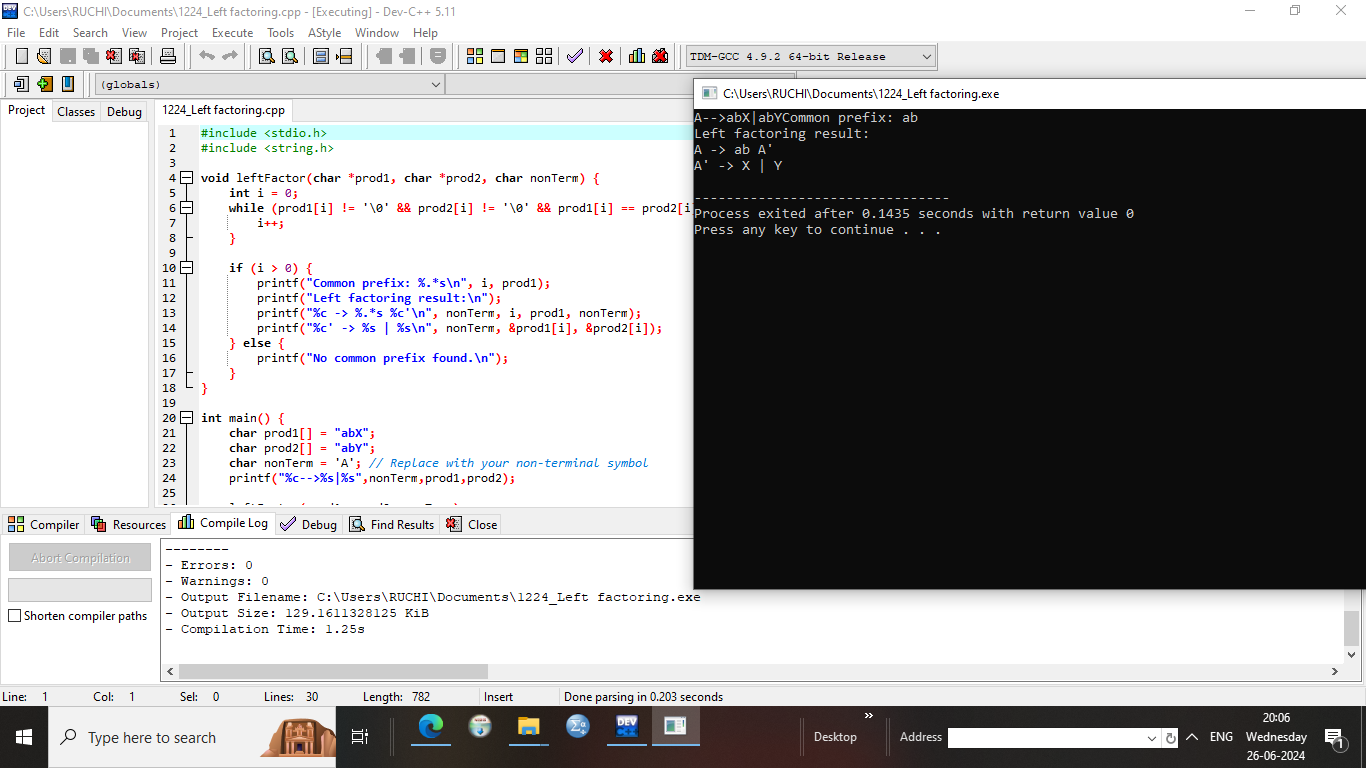 C:\Users\RUCHI\Documents\1224_Left factoring.cpp - [Executing] - Dev-C++ 5.11
File Edit Search View Project Execute Tools AStyle Window Help
TDM-GCC 4.9.2 64-bit Release
(globals)
Project Classes Debug
1224_Left factoring.cpp
1 #include <stdio.h>
2 #include <string.h>
3
4 void leftFactor(char *prod1, char *prod2, char nonTerm) {
5 int i = 0;
6 while (prod1[i] != '\0' && prod2[i] != '\0' && prod1[i] == prod2[i
7 i++;
8 }
9
10 if (i > 0) {
11 printf("Common prefix: %.*s\n", i, prod1);
12 printf("Left factoring result:\n");
13 printf("%c -> %.*s %c'\n", nonTerm, i, prod1, nonTerm);
14 printf("%c' -> %s | %s\n", nonTerm, &prod1[i], &prod2[i]);
15 } else {
16 printf("No common prefix found.\n");
17 }
18 }
19
20 int main() {
21 char prod1[] = "abX";
22 char prod2[] = "abY";
23 char nonTerm = 'A'; // Replace with your non-terminal symbol
24 printf("%c-->%s|%s",nonTerm,prod1,prod2);
25
C:\Users\RUCHI\Documents\1224_Left factoring.exe
A-->abX|abYCommon prefix: ab
Left factoring result:
A -> ab A'
A' -> X | Y
--------------------------------
Process exited after 0.1435 seconds with return value 0
Press any key to continue . . .
Compiler Resources Compile Log Debug Find Results Close
Abort Compilation
Shorten compiler paths
--------
- Errors: 0
- Warnings: 0
- Output Filename: C:\Users\RUCHI\Documents\1224_Left factoring.exe
- Output Size: 129.1611328125 KiB
- Compilation Time: 1.25s
Line: 1 Col: 1 Sel: 0 Lines: 30 Length: 782 Insert Done parsing in 0.203 seconds
Type here to search
DEV
Desktop
Address
ENG
20:06
Wednesday
26-06-2024
1